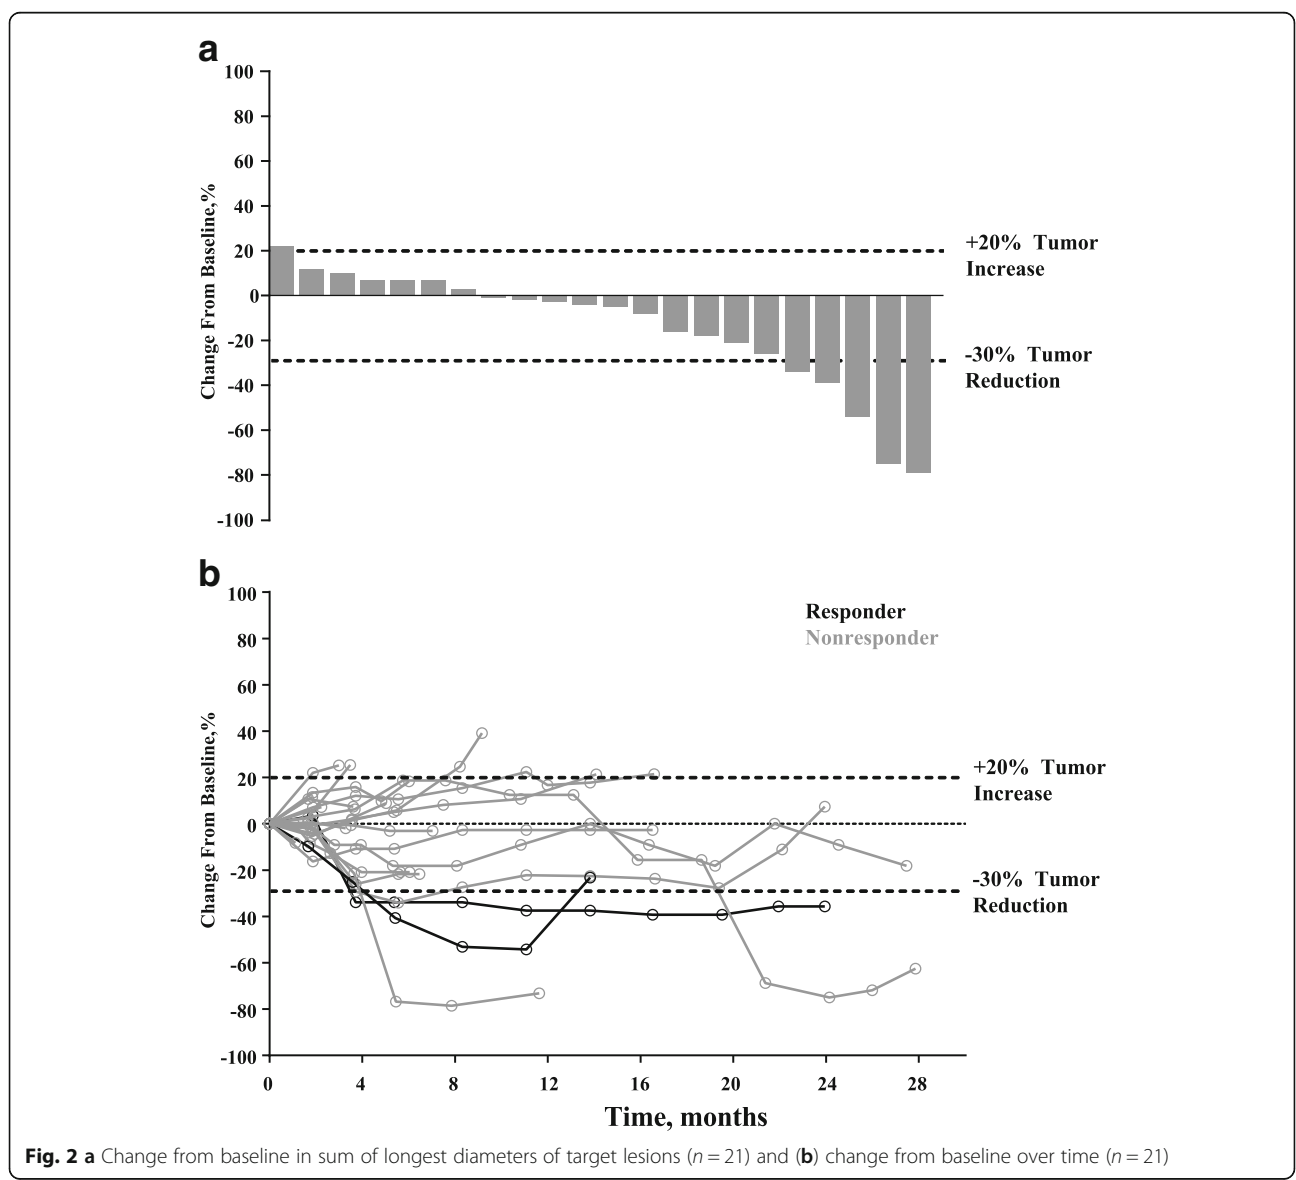 a
100
80
60
40
20
0
-20
-40
-60
-80
-100
Change From Baseline,%
+20% Tumor
Increase
-30% Tumor
Reduction
b
100
80
60
40
20
0
-20
-40
-60
-80
-100
Change From Baseline,%
Responder
Nonresponder
+20% Tumor
Increase
-30% Tumor
Reduction
0 4 8 12 16 20 24 28
Time, months
Fig. 2 a Change from baseline in sum of longest diameters of target lesions (n = 21) and (b) change from baseline over time (n = 21)